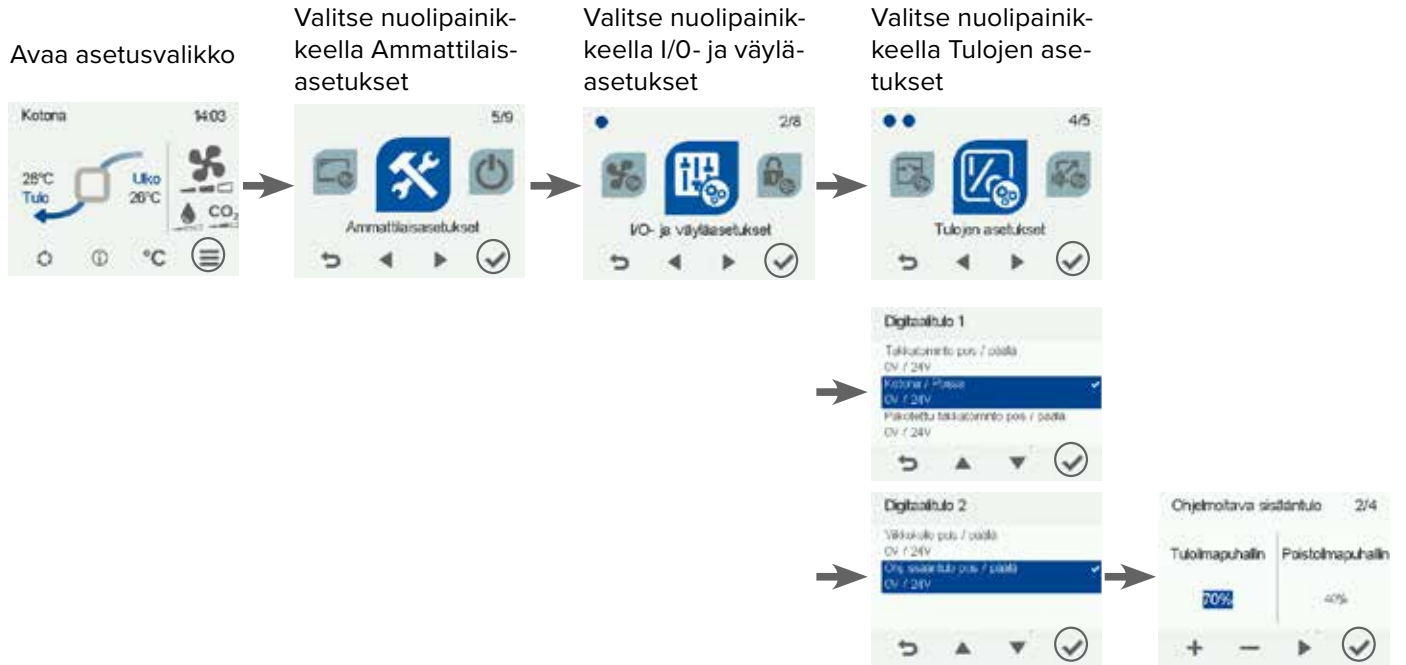 Avaa asetusvalikko
Valitse nuolipainik-
keella Ammattilais-
asetukset
Valitse nuolipainik-
keella I/0- ja väylä-
asetukset
Valitse nuolipainik-
keella Tulojen ase-
tukset
Kotona 14:03
28°C
Tulo
Ulko
26°C
CO₂
°C
5/9
Ammattilaisasetukset
2/8
I/O- ja väyläasetukset
4/5
Tulojen asetukset
Digitaalitulo 1
Takkatoiminto pois / päällä
0V / 24V
Kotona / Poissa
0V / 24V
Pakotettu takkatoiminto pois / päällä
0V / 24V
Digitaalitulo 2
Viikkokello pois / päällä
0V / 24V
Ohj. sisääntulo pois / päällä
0V / 24V
Ohjelmoitava sisääntulo 2/4
Tuloilmapuhallin Poistoilmapuhallin
70% 40%